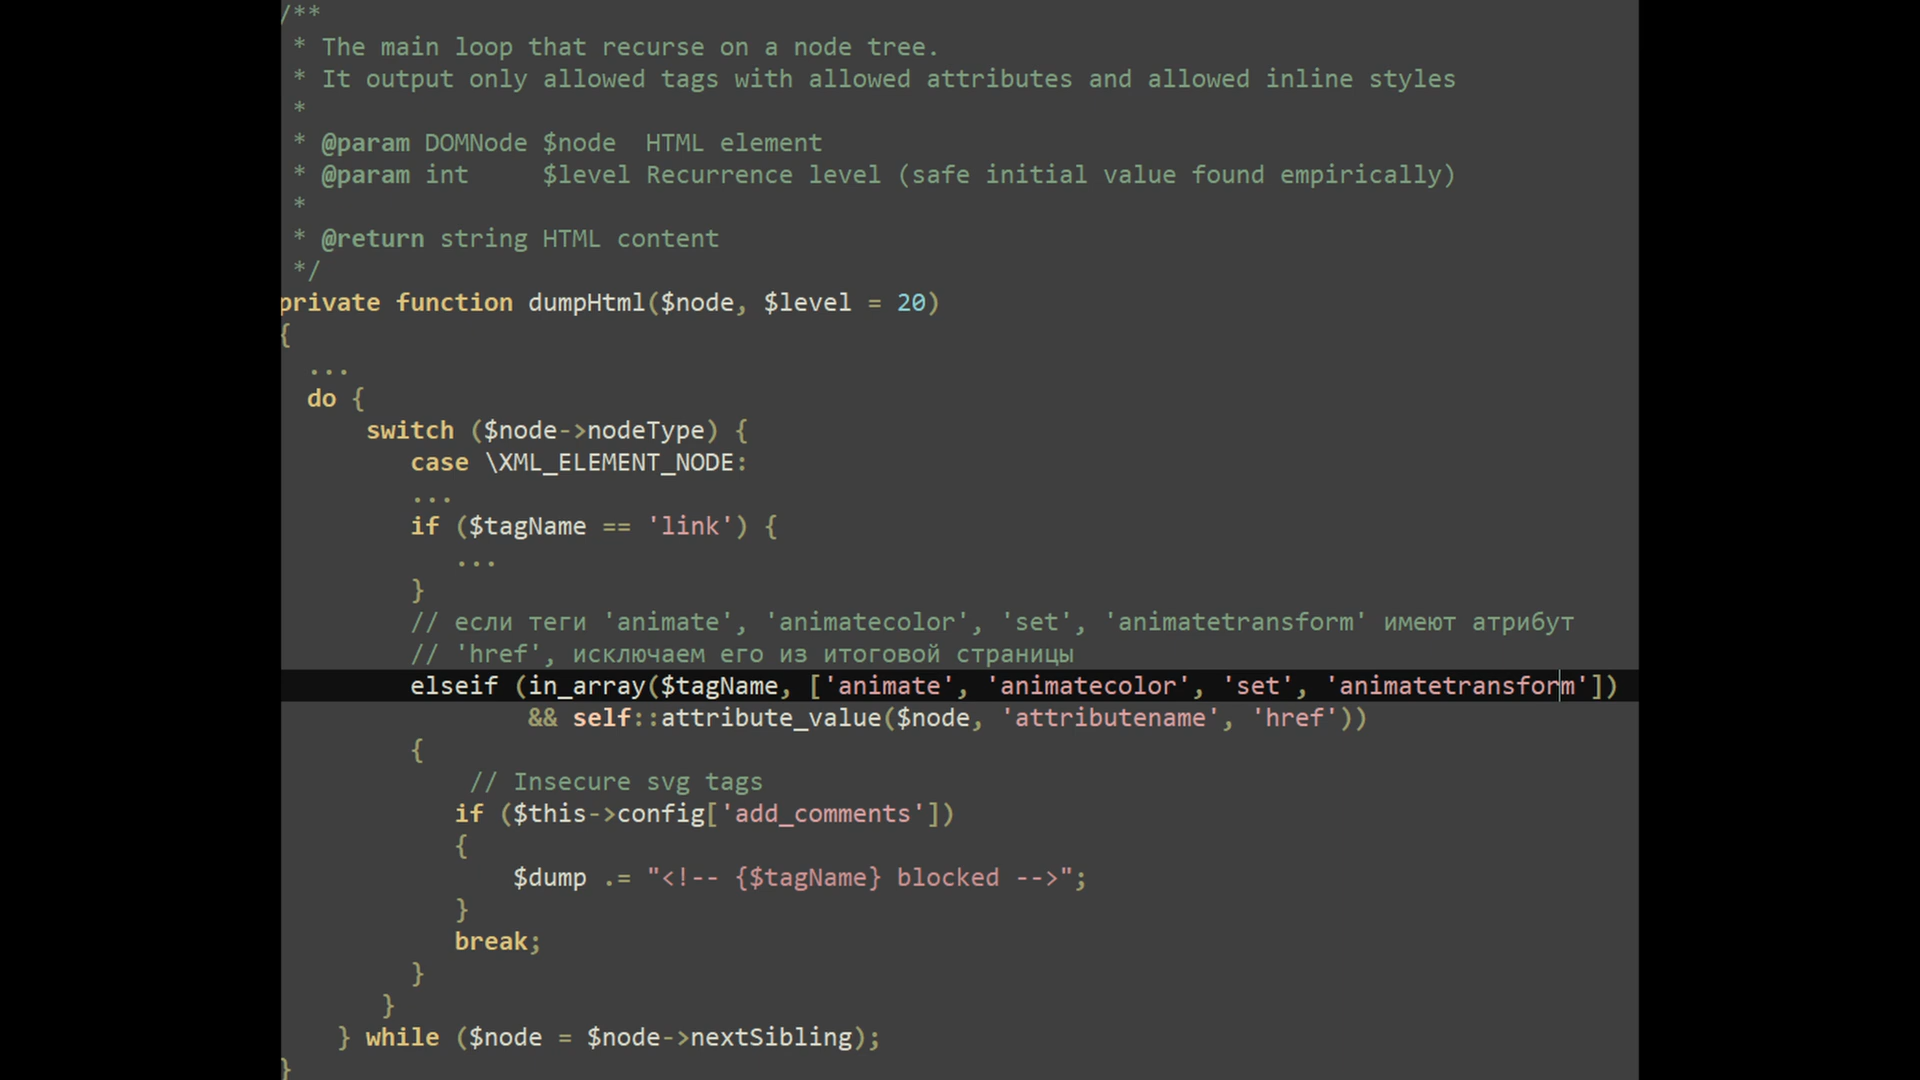 /**
 * The main loop that recurse on a node tree.
 * It output only allowed tags with allowed attributes and allowed inline styles
 *
 * @param DOMNode $node  HTML element
 * @param int     $level Recurrence level (safe initial value found empirically)
 *
 * @return string HTML content
 */
private function dumpHtml($node, $level = 20)
{
  ...
  do {
      switch ($node->nodeType) {
         case \XML_ELEMENT_NODE:
         ...
         if ($tagName == 'link') {
            ...
         }
         // если теги 'animate', 'animatecolor', 'set', 'animatetransform' имеют атрибут
         // 'href', исключаем его из итоговой страницы
         elseif (in_array($tagName, ['animate', 'animatecolor', 'set', 'animatetransform'])
                 && self::attribute_value($node, 'attributename', 'href'))
         {
             // Insecure svg tags
            if ($this->config['add_comments'])
            {
                $dump .= "<!-- {$tagName} blocked -->";
            }
            break;
         }
       }
    } while ($node = $node->nextSibling);
}